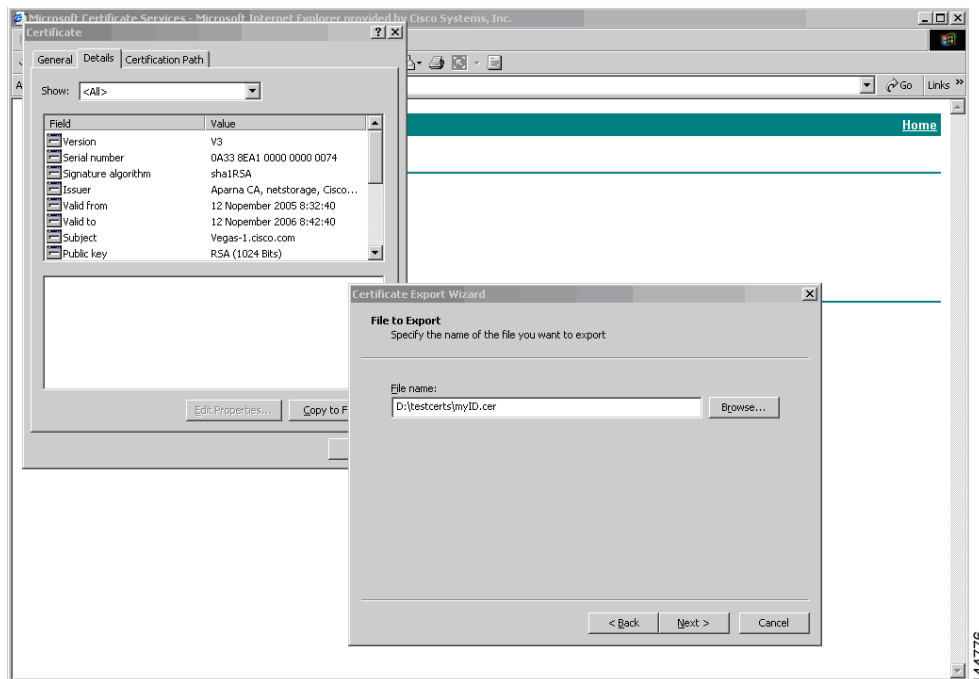 Microsoft Certificate Services - Microsoft Internet Explorer provided by Cisco Systems, Inc.
Certificate
General Details Certification Path
Go Links »
Show: <All>
Home
Field Value
Version V3
Serial number 0A33 8EA1 0000 0000 0074
Signature algorithm sha1RSA
Issuer Aparna CA, netstorage, Cisco...
Valid from 12 Nopember 2005 8:32:40
Valid to 12 Nopember 2006 8:42:40
Subject Vegas-1.cisco.com
Public key RSA (1024 Bits)
Edit Properties... Copy to F
Certificate Export Wizard
File to Export
Specify the name of the file you want to export
File name:
D:\testcerts\myID.cer Browse...
< Back Next > Cancel
144776